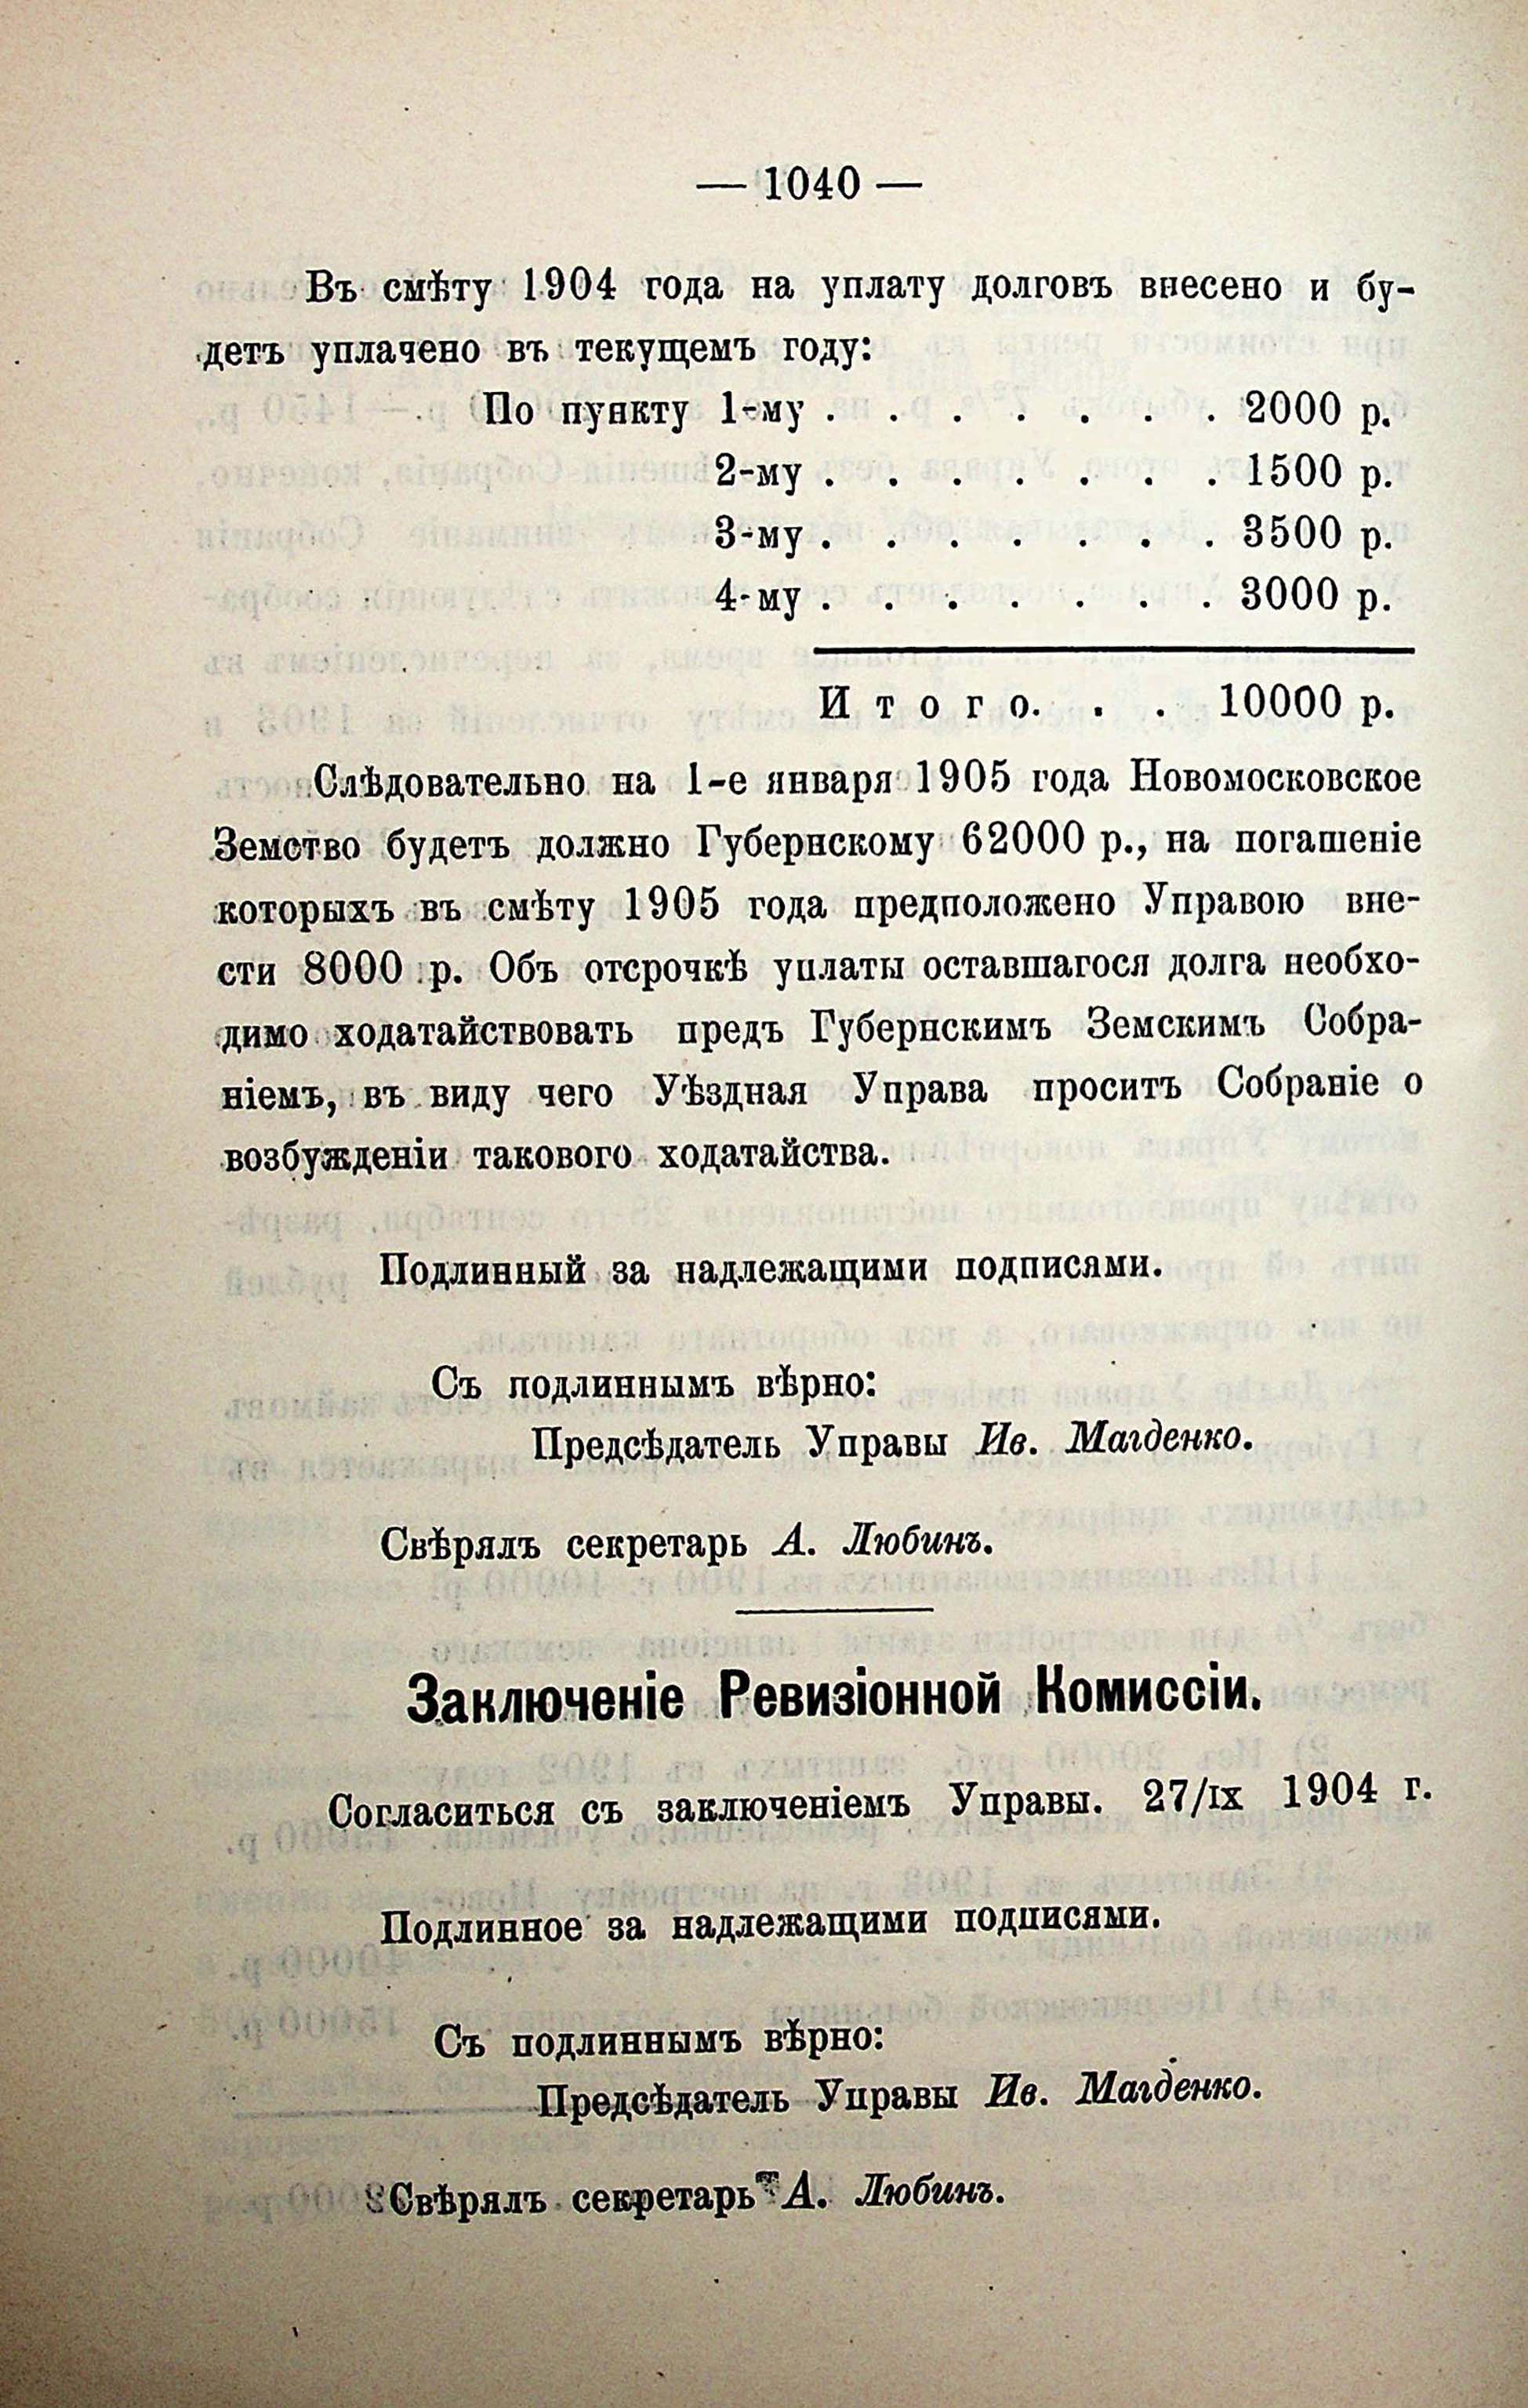 — 1040 —
Въ смѣту 1904 года на уплату долговъ внесено и бу-
детъ уплачено въ текущемъ году:
По пункту 1-му . . . . . . . 2000 р.
2-му . . . . . . . 1500 р.
3-му . . . . . . . 3500 р.
4-му . . . . . . . 3000 р.
Итого. . . 10000 р.
Слѣдовательно на 1-е января 1905 года Новомосковское
Земство будетъ должно Губернскому 62000 р., на погашеніе
которыхъ въ смѣту 1905 года предположено Управою вне-
сти 8000 р. Объ отсрочкѣ уплаты оставшагося долга необхо-
димо ходатайствовать предъ Губернскимъ Земскимъ Собра-
ніемъ, въ виду чего Уѣздная Управа проситъ Собраніе о
возбужденіи такового ходатайства.
Подлинный за надлежащими подписями.
Съ подлиннымъ вѣрно:
Предсѣдатель Управы Ив. Магденко.
Свѣрялъ секретарь А. Любинъ.
Заключеніе Ревизіонной Комиссіи.
Согласиться съ заключеніемъ Управы. 27/IX 1904 г.
Подлинное за надлежащими подписями.
Съ подлиннымъ вѣрно:
Предсѣдатель Управы Ив. Магденко.
Свѣрялъ секретарь А. Любинъ.